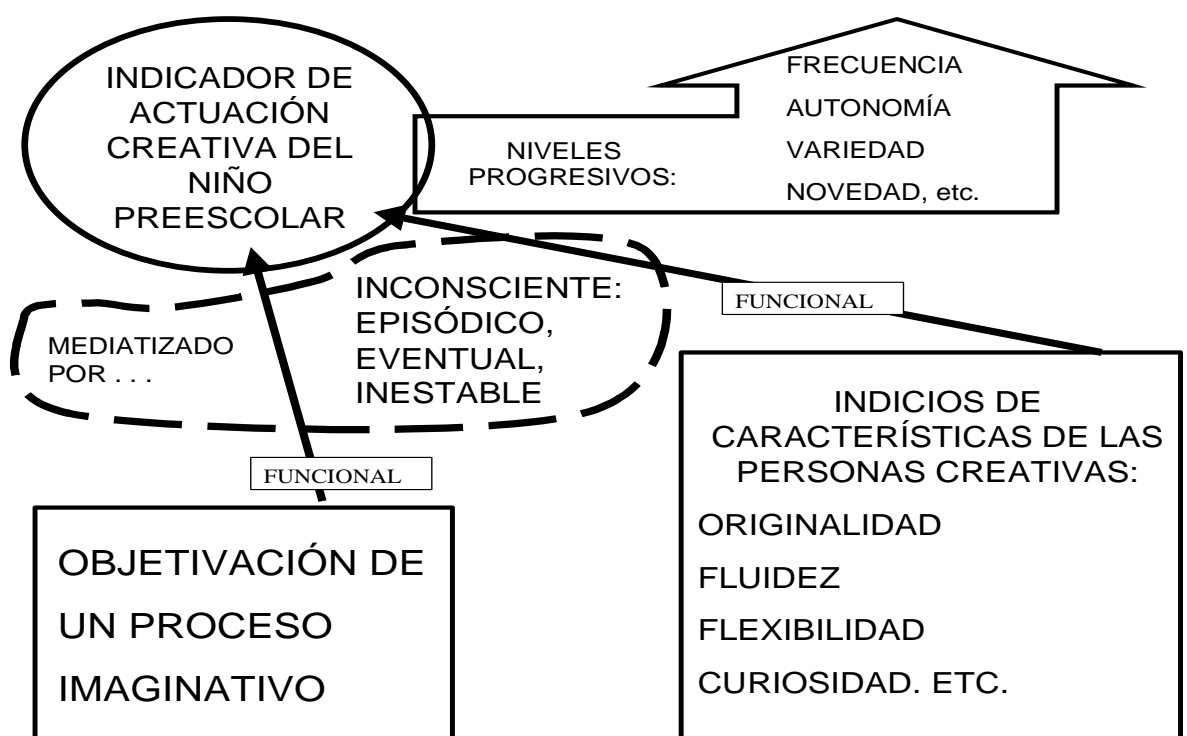 INDICADOR DE
ACTUACIÓN
CREATIVA DEL
NIÑO
PREESCOLAR
NIVELES
PROGRESIVOS:
FRECUENCIA
AUTONOMÍA
VARIEDAD
NOVEDAD, etc.
MEDIATIZADO
POR . . .
INCONSCIENTE:
EPISÓDICO,
EVENTUAL,
INESTABLE
FUNCIONAL
FUNCIONAL
OBJETIVACIÓN DE
UN PROCESO
IMAGINATIVO
INDICIOS DE
CARACTERÍSTICAS DE LAS
PERSONAS CREATIVAS:
ORIGINALIDAD
FLUIDEZ
FLEXIBILIDAD
CURIOSIDAD. ETC.